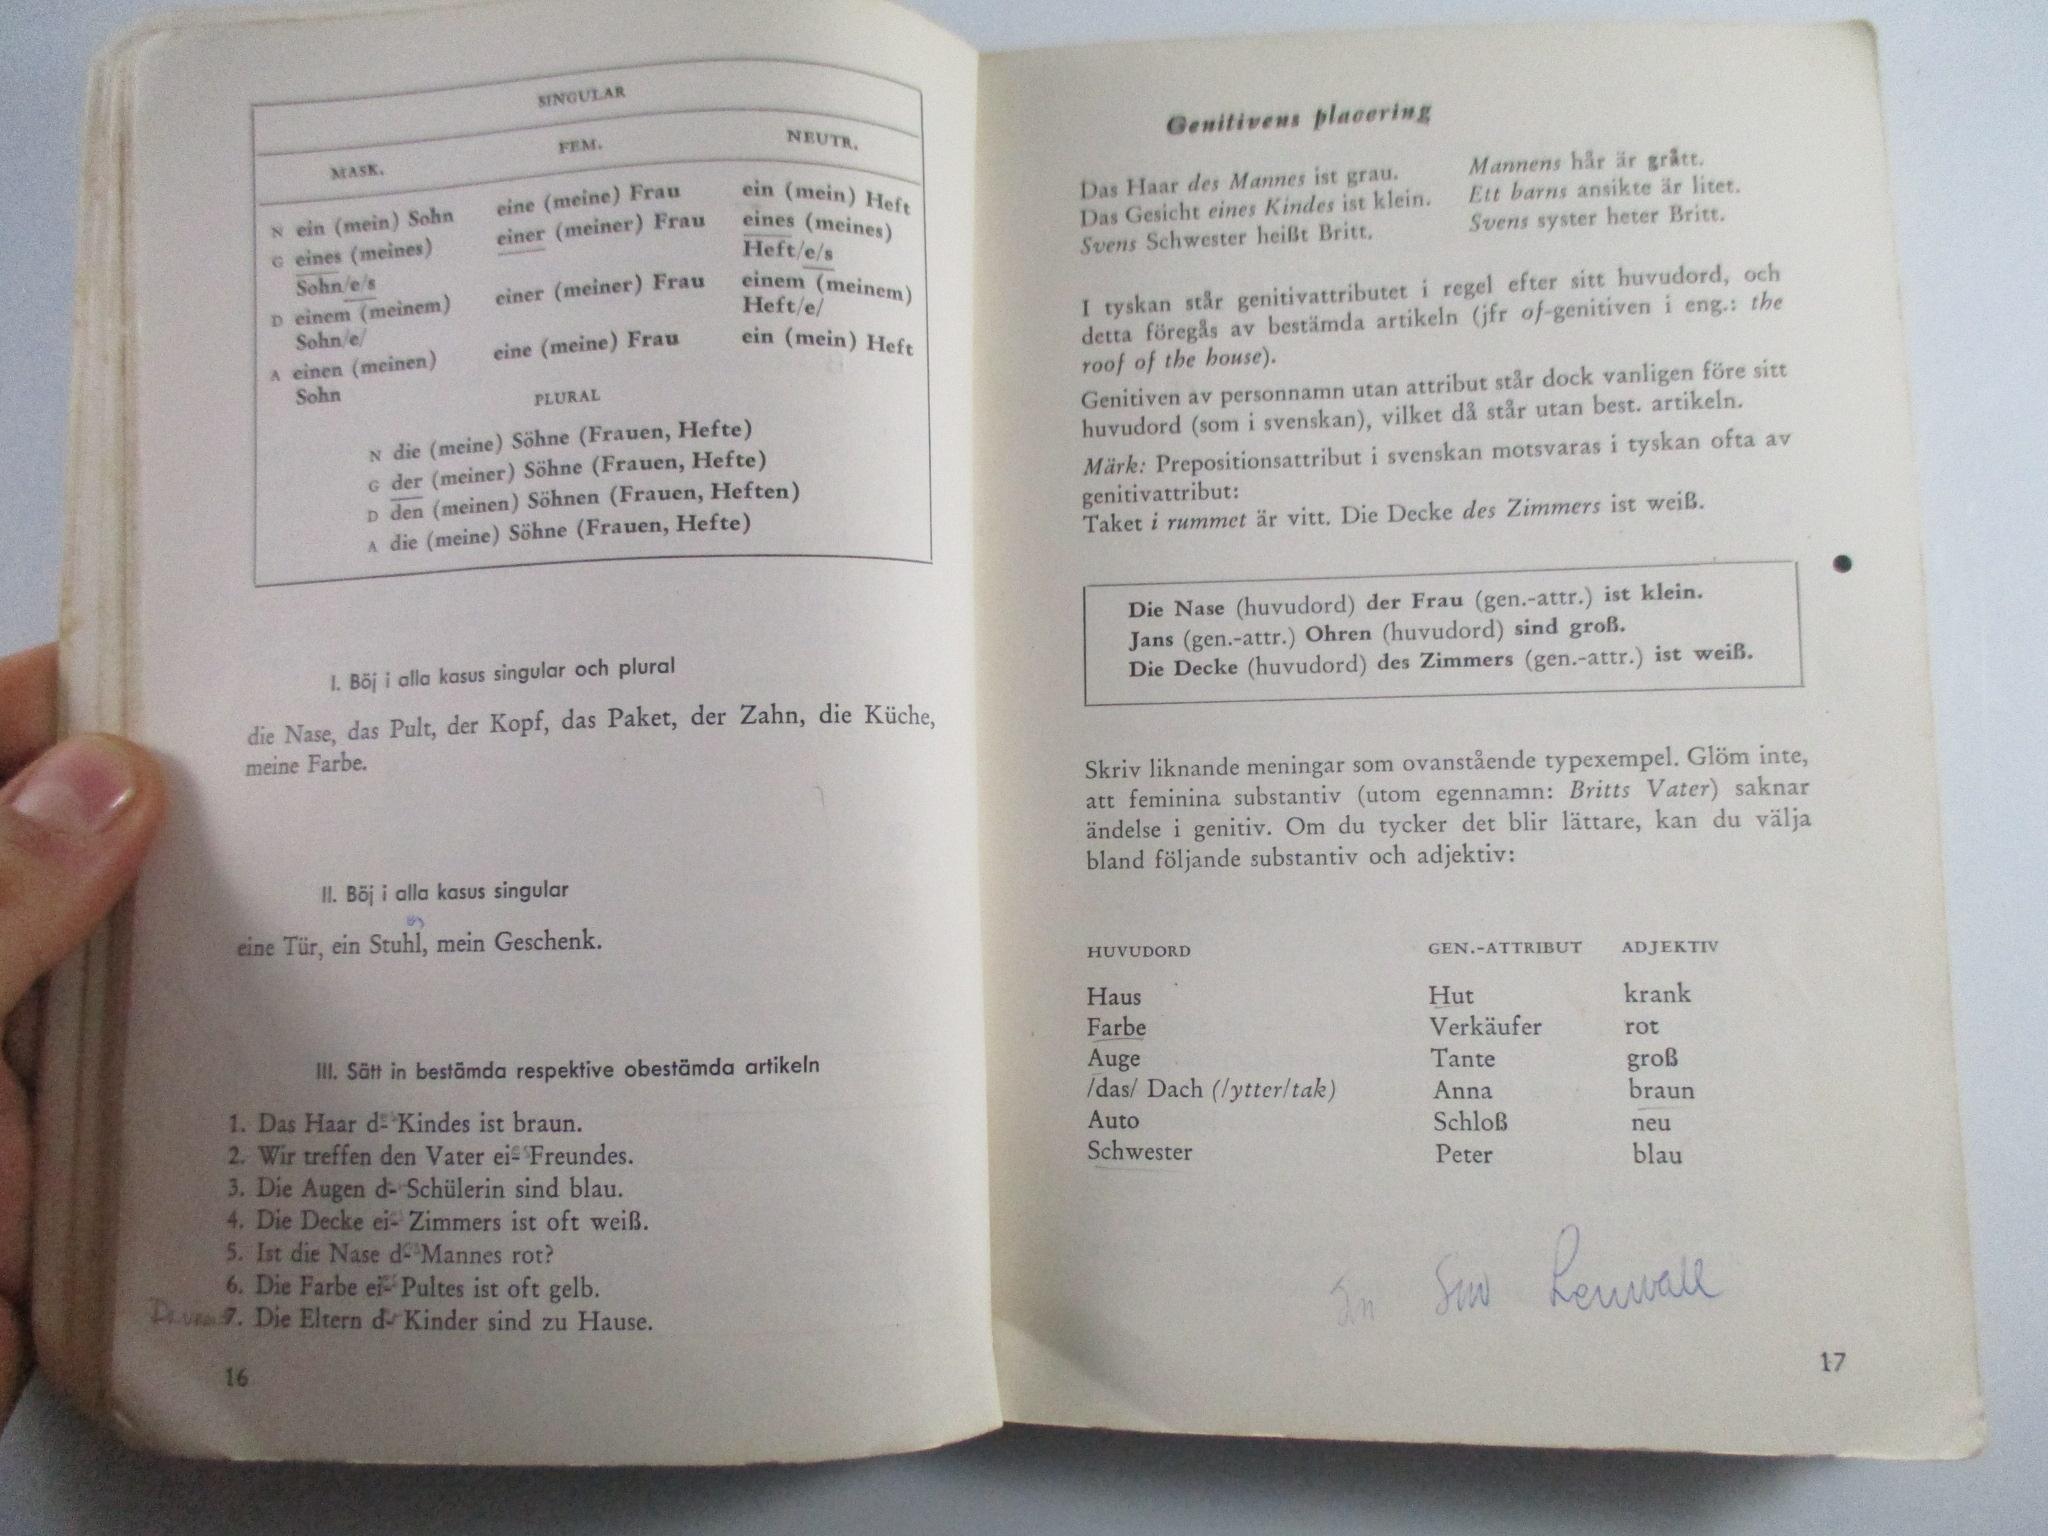 SINGULAR
MASK. FEM. NEUTR.
N ein (mein) Sohn eine (meine) Frau ein (mein) Heft
G eines (meines) einer (meiner) Frau eines (meines)
Sohn/e/s Heft/e/s
D einem (meinem) einer (meiner) Frau einem (meinem)
Sohn/e/ Heft/e/
A einen (meinen) eine (meine) Frau ein (mein) Heft
Sohn
PLURAL
N die (meine) Söhne (Frauen, Hefte)
G der (meiner) Söhne (Frauen, Hefte)
D den (meinen) Söhnen (Frauen, Heften)
A die (meine) Söhne (Frauen, Hefte)
I. Böj i alla kasus singular och plural
die Nase, das Pult, der Kopf, das Paket, der Zahn, die Küche,
meine Farbe.
II. Böj i alla kasus singular
eine Tür, ein Stuhl, mein Geschenk.
III. Sätt in bestämda respektive obestämda artikeln
1. Das Haar d- Kindes ist braun.
2. Wir treffen den Vater ei- Freundes.
3. Die Augen d- Schülerin sind blau.
4. Die Decke ei- Zimmers ist oft weiß.
5. Ist die Nase d- Mannes rot?
6. Die Farbe ei- Pultes ist oft gelb.
7. Die Eltern d- Kinder sind zu Hause.
16
Genitivens placering
Das Haar des Mannes ist grau. Mannens hår är grått.
Das Gesicht eines Kindes ist klein. Ett barns ansikte är litet.
Svens Schwester heißt Britt. Svens syster heter Britt.
I tyskan står genitivattributet i regel efter sitt huvudord, och
detta föregås av bestämda artikeln (jfr of-genitiven i eng.: the
roof of the house).
Genitiven av personnamn utan attribut står dock vanligen före sitt
huvudord (som i svenskan), vilket då står utan best. artikeln.
Märk: Prepositionsattribut i svenskan motsvaras i tyskan ofta av
genitivattribut:
Taket i rummet är vitt. Die Decke des Zimmers ist weiß.
Die Nase (huvudord) der Frau (gen.-attr.) ist klein.
Jans (gen.-attr.) Ohren (huvudord) sind groß.
Die Decke (huvudord) des Zimmers (gen.-attr.) ist weiß.
Skriv liknande meningar som ovanstående typexempel. Glöm inte,
att feminina substantiv (utom egennamn: Britts Vater) saknar
ändelse i genitiv. Om du tycker det blir lättare, kan du välja
bland följande substantiv och adjektiv:
HUVUDORD GEN.-ATTRIBUT ADJEKTIV
Haus Hut krank
Farbe Verkäufer rot
Auge Tante groß
/das/ Dach (/ytter/tak) Anna braun
Auto Schloß neu
Schwester Peter blau
17